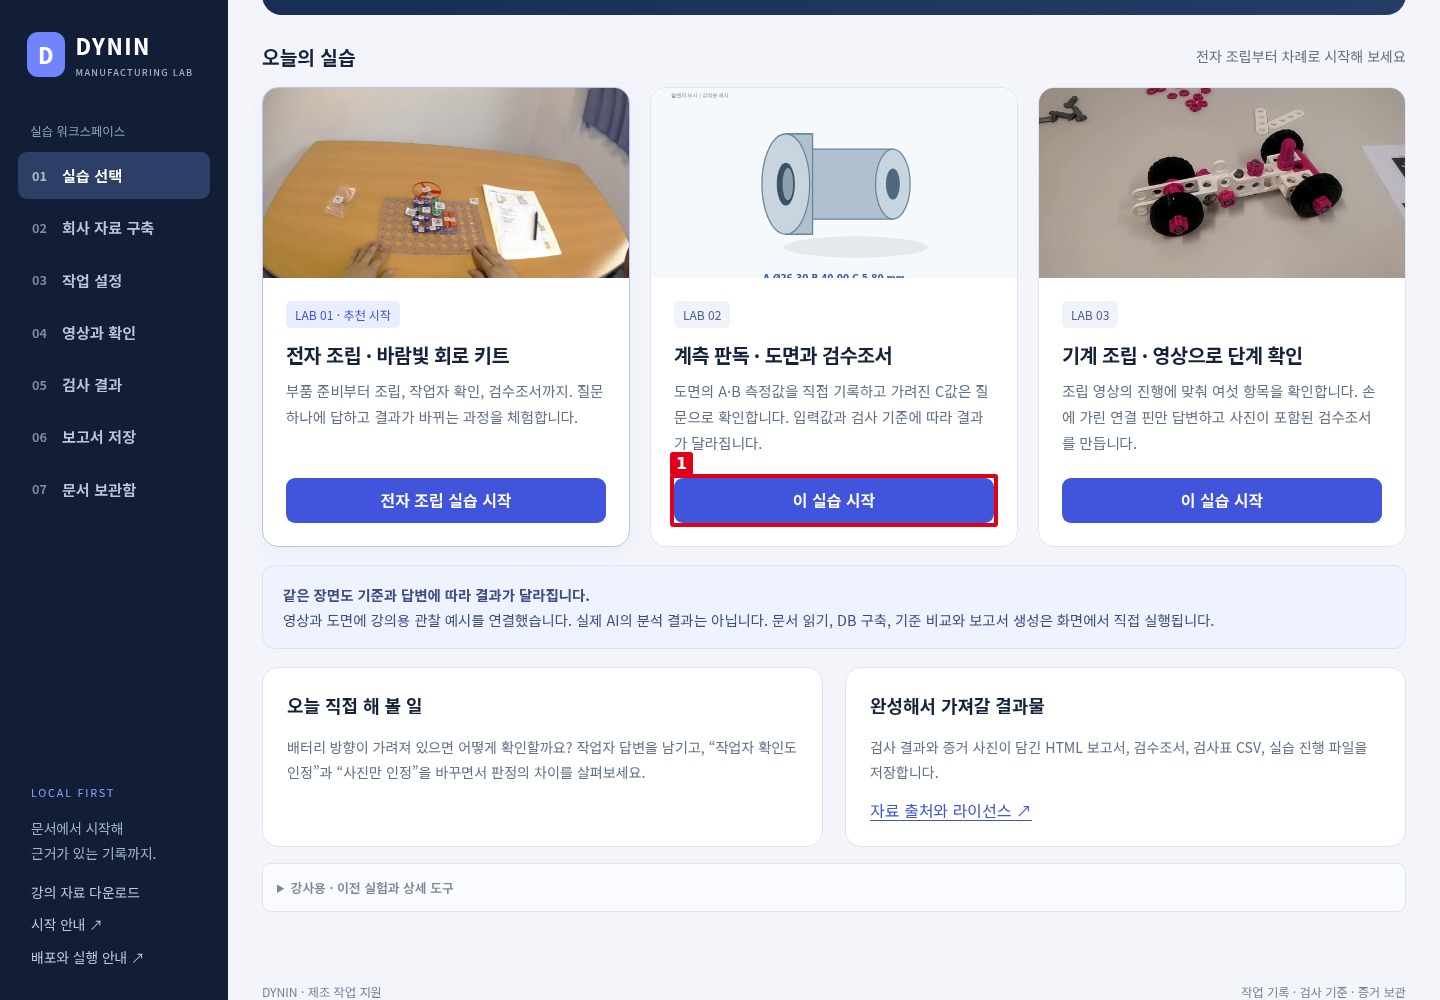 D
DYNIN
MANUFACTURING LAB
실습 워크스페이스
01 실습 선택
02 회사 자료 구축
03 작업 설정
04 영상과 확인
05 검사 결과
06 보고서 저장
07 문서 보관함
LOCAL FIRST
문서에서 시작해
근거가 있는 기록까지.
강의 자료 다운로드
시작 안내 ↗
배포와 실행 안내 ↗
오늘의 실습
전자 조립부터 차례로 시작해 보세요
LAB 01 · 추천 시작
전자 조립 · 바람빛 회로 키트
부품 준비부터 조립, 작업자 확인, 검수조서까지. 질문
하나에 답하고 결과가 바뀌는 과정을 체험합니다.
전자 조립 실습 시작
플랜지 부시 / 강의용 예시
A Ø26.30 B 40.00 C 5.80 mm
LAB 02
계측 판독 · 도면과 검수조서
도면의 A·B 측정값을 직접 기록하고 가려진 C값은 질
문으로 확인합니다. 입력값과 검사 기준에 따라 결과
가 달라집니다.
1
이 실습 시작
LAB 03
기계 조립 · 영상으로 단계 확인
조립 영상의 진행에 맞춰 여섯 항목을 확인합니다. 손
에 가린 연결 핀만 답변하고 사진이 포함된 검수조서
를 만듭니다.
이 실습 시작
같은 장면도 기준과 답변에 따라 결과가 달라집니다.
영상과 도면에 강의용 관찰 예시를 연결했습니다. 실제 AI의 분석 결과는 아닙니다. 문서 읽기, DB 구축, 기준 비교와 보고서 생성은 화면에서 직접 실행됩니다.
오늘 직접 해 볼 일
배터리 방향이 가려져 있으면 어떻게 확인할까요? 작업자 답변을 남기고, “작업자 확인도
인정”과 “사진만 인정”을 바꾸면서 판정의 차이를 살펴보세요.
완성해서 가져갈 결과물
검사 결과와 증거 사진이 담긴 HTML 보고서, 검수조서, 검사표 CSV, 실습 진행 파일을
저장합니다.
자료 출처와 라이선스 ↗
▶ 강사용 · 이전 실험과 상세 도구
DYNIN · 제조 작업 지원
작업 기록 · 검사 기준 · 증거 보관